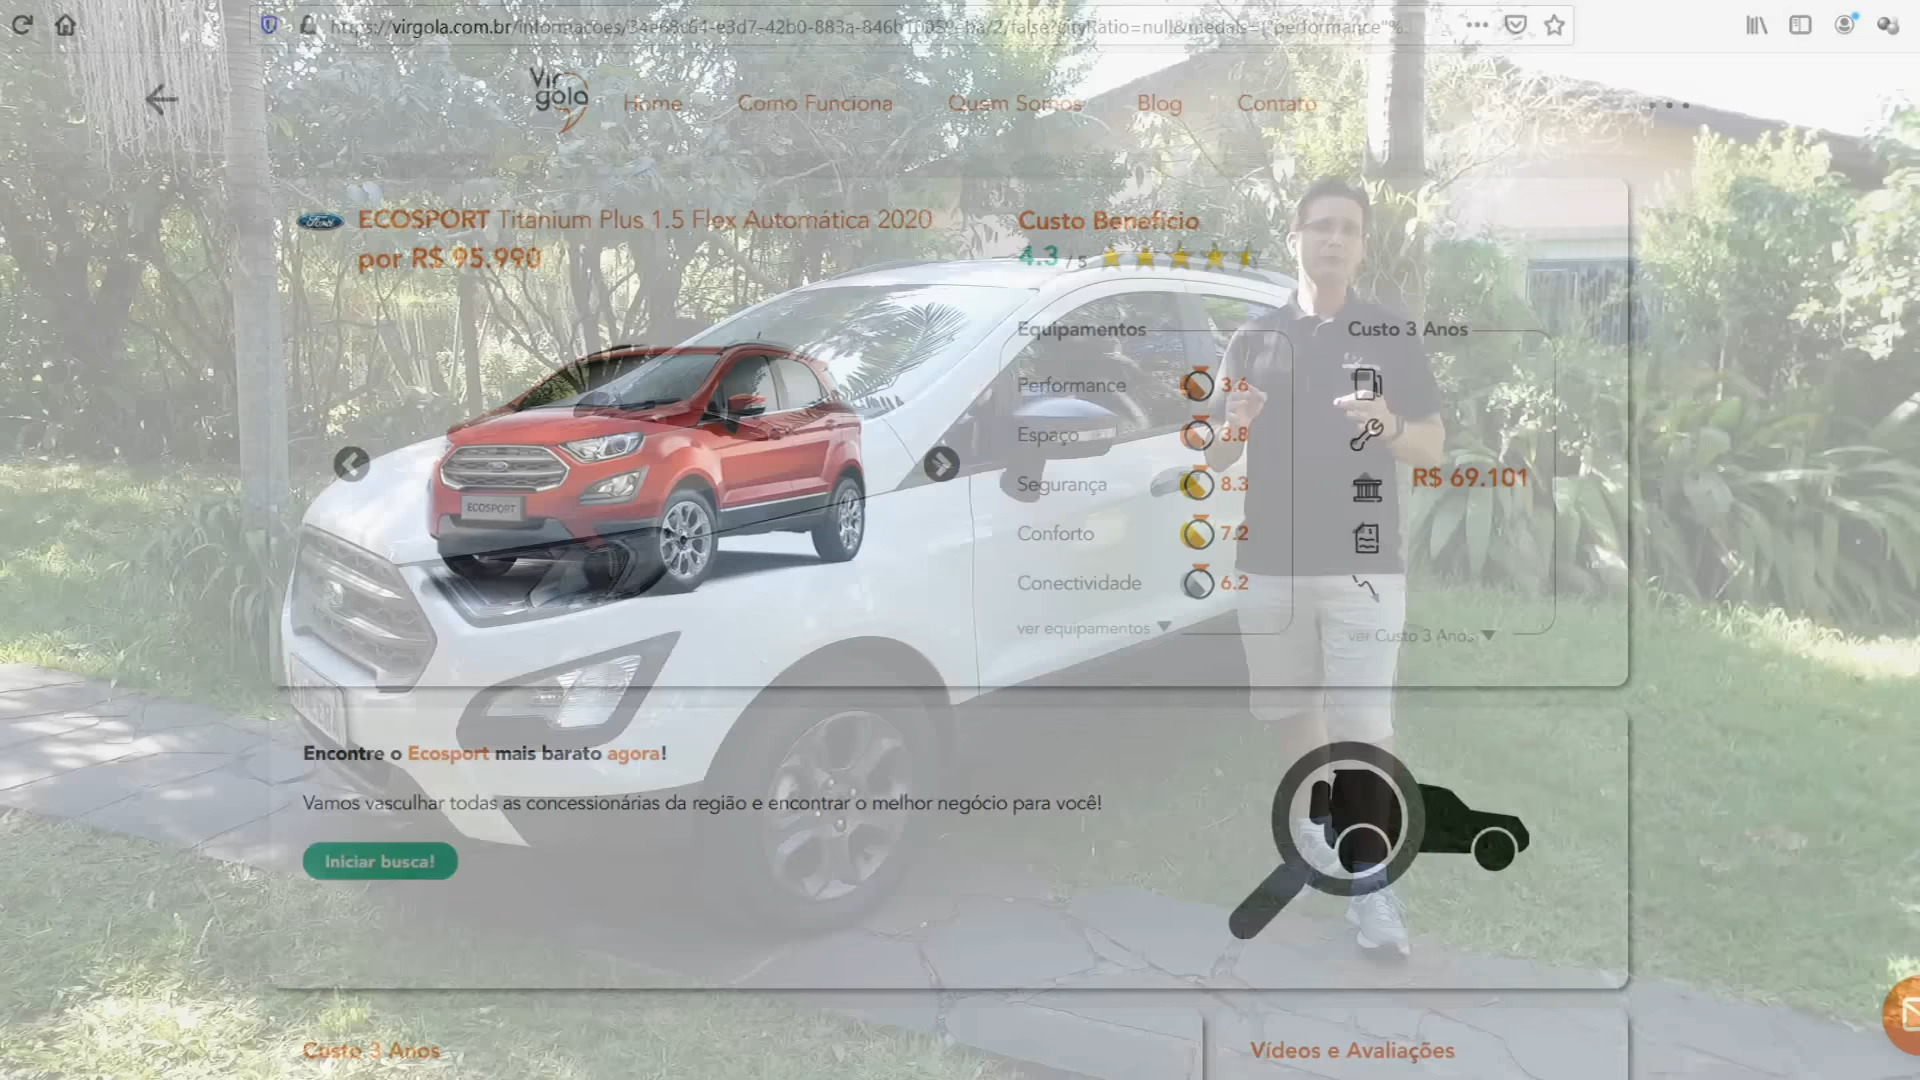 virgola.com.br
Vir
gola
Home
Como Funciona
Quem Somos
Blog
Contato
Ford
ECOSPORT Titanium Plus 1.5 Flex Automática 2020
por R$ 95.990
Custo Benefício
4.3 / 5
Equipamentos
Performance 3.6
Espaço 3.8
Segurança 8.3
Conforto 7.2
Conectividade 6.2
ver equipamentos
Custo 3 Anos
R$ 69.101
ver Custo 3 Anos
ECOSPORT
Encontre o Ecosport mais barato agora!
Vamos vasculhar todas as concessionárias da região e encontrar o melhor negócio para você!
Iniciar busca!
Custo 3 Anos
Vídeos e Avaliações